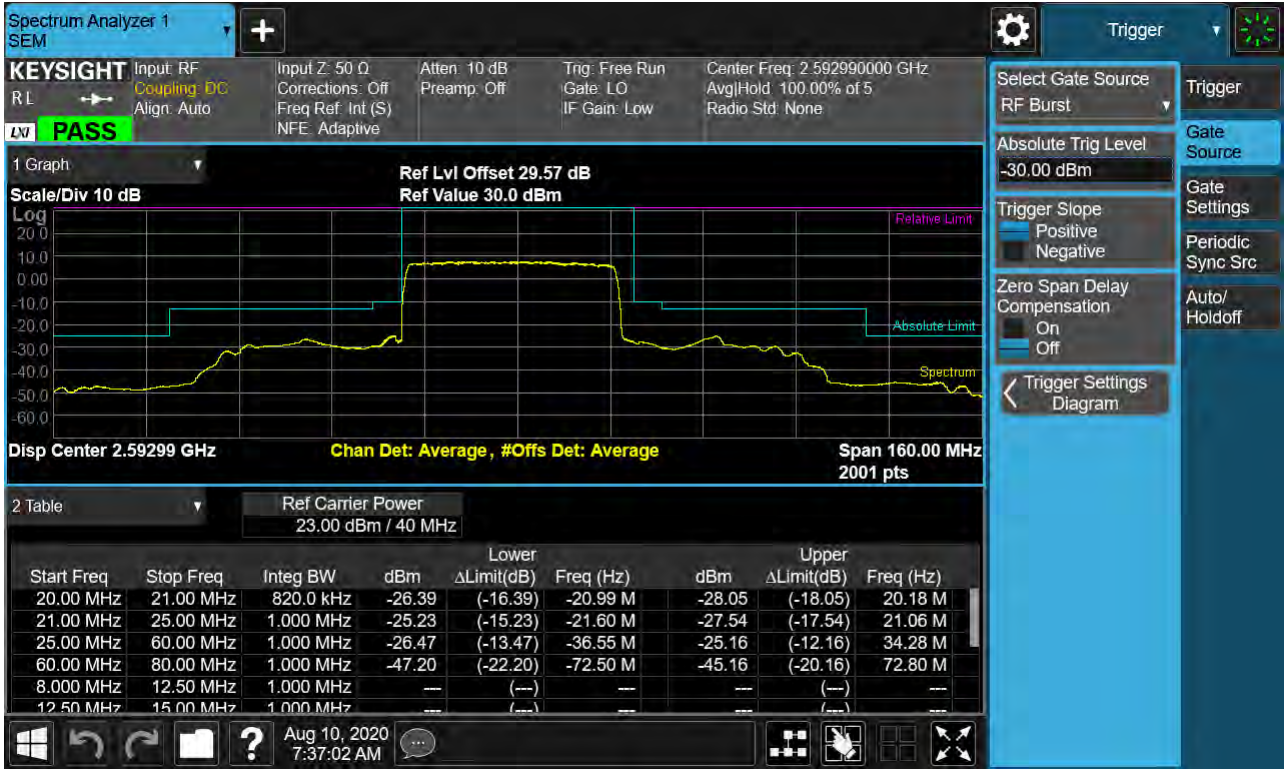 Spectrum Analyzer 1
SEM
+
Trigger
KEYSIGHT
R L
LXI PASS
Input: RF
Coupling: DC
Align: Auto
Input Z: 50 Ω
Corrections: Off
Freq Ref: Int (S)
NFE: Adaptive
Atten: 10 dB
Preamp: Off
Trig: Free Run
Gate: LO
IF Gain: Low
Center Freq: 2.592990000 GHz
Avg|Hold: 100.00% of 5
Radio Std: None
1 Graph
Scale/Div 10 dB
Ref Lvl Offset 29.57 dB
Ref Value 30.0 dBm
Log
20.0
10.0
0.00
-10.0
-20.0
-30.0
-40.0
-50.0
-60.0
Relative Limit
Absolute Limit
Spectrum
Disp Center 2.59299 GHz
Chan Det: Average , #Offs Det: Average
Span 160.00 MHz
2001 pts
2 Table
Ref Carrier Power
23.00 dBm / 40 MHz
Lower Upper
Start Freq Stop Freq Integ BW dBm ΔLimit(dB) Freq (Hz) dBm ΔLimit(dB) Freq (Hz)
20.00 MHz 21.00 MHz 820.0 kHz -26.39 (-16.39) -20.99 M -28.05 (-18.05) 20.18 M
21.00 MHz 25.00 MHz 1.000 MHz -25.23 (-15.23) -21.60 M -27.54 (-17.54) 21.06 M
25.00 MHz 60.00 MHz 1.000 MHz -26.47 (-13.47) -36.55 M -25.16 (-12.16) 34.28 M
60.00 MHz 80.00 MHz 1.000 MHz -47.20 (-22.20) -72.50 M -45.16 (-20.16) 72.80 M
8.000 MHz 12.50 MHz 1.000 MHz --- (---) --- --- (---) ---
12.50 MHz 15.00 MHz 1.000 MHz --- (---) --- --- (---) ---
?
Aug 10, 2020
7:37:02 AM
Select Gate Source
RF Burst
Absolute Trig Level
-30.00 dBm
Trigger Slope
Positive
Negative
Zero Span Delay
Compensation
On
Off
Trigger Settings
Diagram
Trigger
Gate
Source
Gate
Settings
Periodic
Sync Src
Auto/
Holdoff